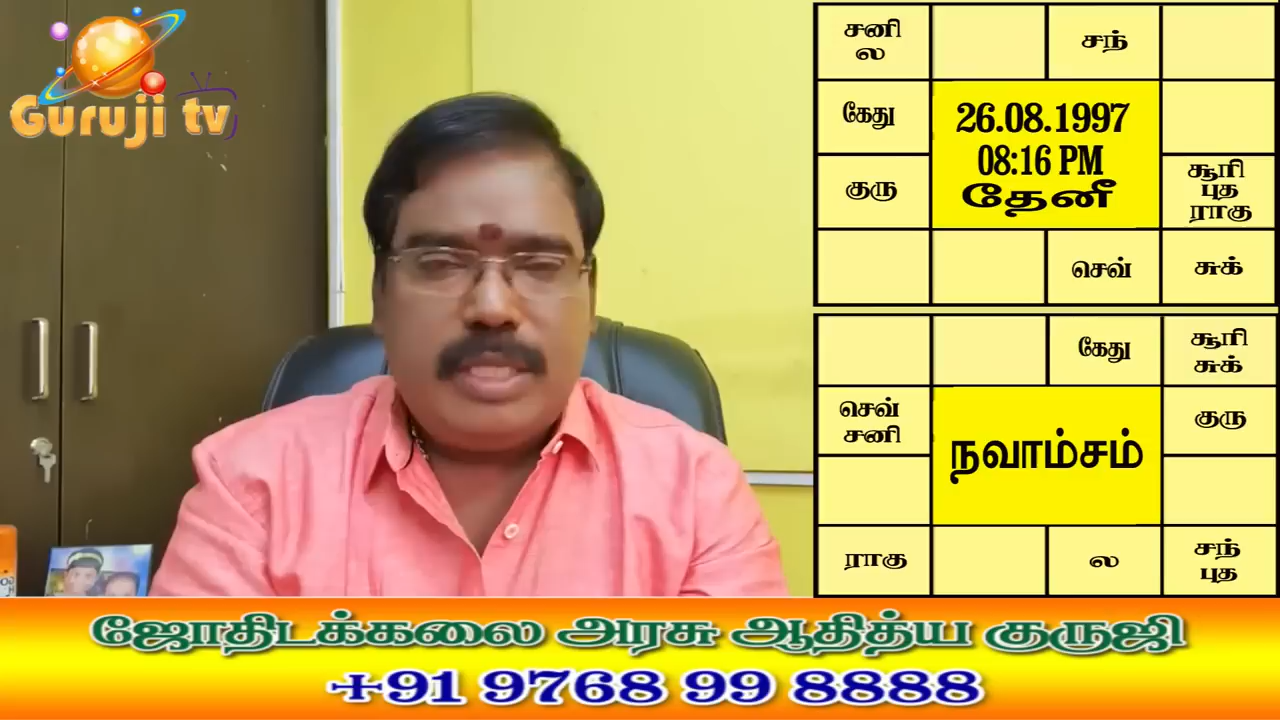 Guruji tv
சனி
ல
சந்
கேது
26.08.1997
08:16 PM
தேனீ
குரு
சூரி
புத
ராகு
செவ்
சுக்
கேது
சூரி
சுக்
செவ்
சனி
நவாம்சம்
குரு
ராகு
ல
சந்
புத
ஜோதிடக்கலை அரசு ஆதித்ய குருஜி
+91 9768 99 8888